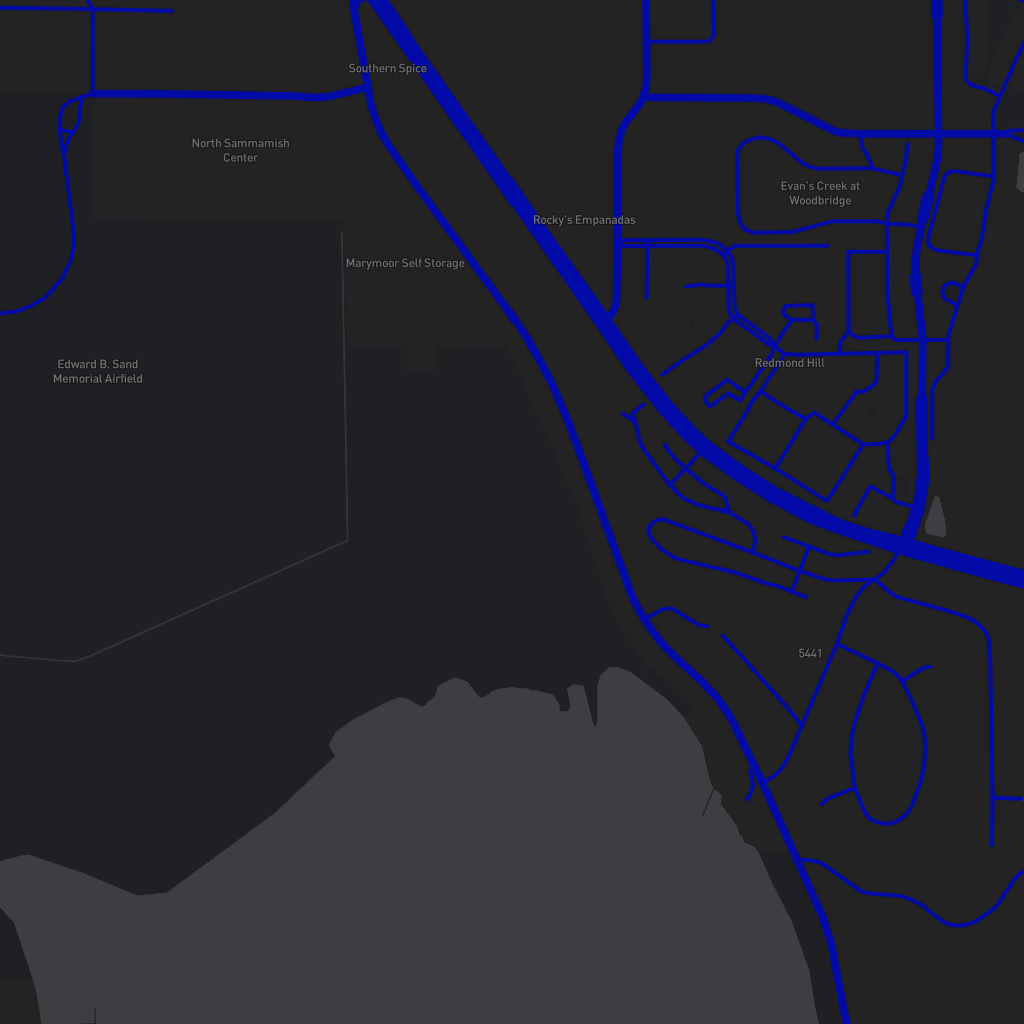 Southern Spice
North Sammamish
Center
Evan's Creek at
Woodbridge
Rocky's Empanadas
Marymoor Self Storage
Edward B. Sand
Memorial Airfield
Redmond Hill
5441